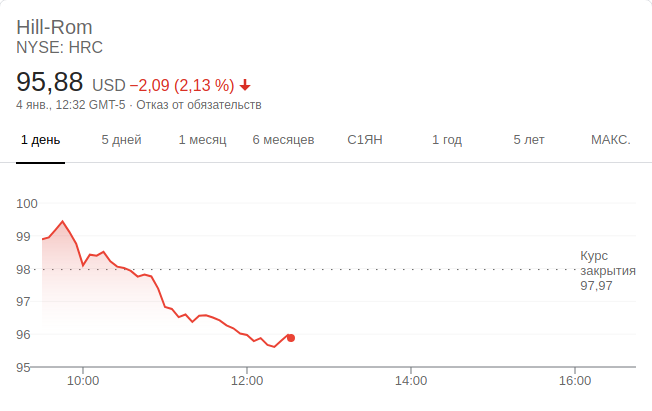 Hill-Rom
NYSE: HRC
95,88 USD −2,09 (2,13 %)
4 янв., 12:32 GMT-5 · Отказ от обязательств
1 день 5 дней 1 месяц 6 месяцев С1ЯН 1 год 5 лет МАКС.
100
99
98
97
96
95
Курс
закрытия
97,97
10:00 12:00 14:00 16:00